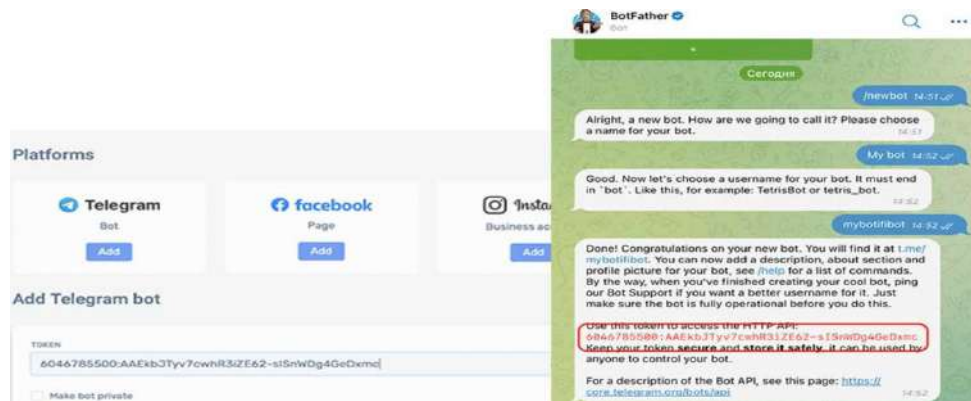 Platforms
Telegram
Bot
Add
facebook
Page
Add
Insta
Business ac
Add
Add Telegram bot
TOKEN
6046785500:AAEkbJTyv7cwhR3iZE62-sISnWDg4GeDxmc
Make bot private
BotFather
бот
Сегодня
/newbot 14:51
Alright, a new bot. How are we going to call it? Please choose
a name for your bot.
14:51
My bot 14:52
Good. Now let's choose a username for your bot. It must end
in `bot`. Like this, for example: TetrisBot or tetris_bot.
14:52
mybotifibot 14:52
Done! Congratulations on your new bot. You will find it at t.me/
mybotifibot. You can now add a description, about section and
profile picture for your bot, see /help for a list of commands.
By the way, when you've finished creating your cool bot, ping
our Bot Support if you want a better username for it. Just
make sure the bot is fully operational before you do this.
Use this token to access the HTTP API:
6046785500:AAEkbJTyv7cwhR3iZE62-sISnWDg4GeDxmc
Keep your token secure and store it safely, it can be used by
anyone to control your bot.
For a description of the Bot API, see this page: https://
core.telegram.org/bots/api
14:52